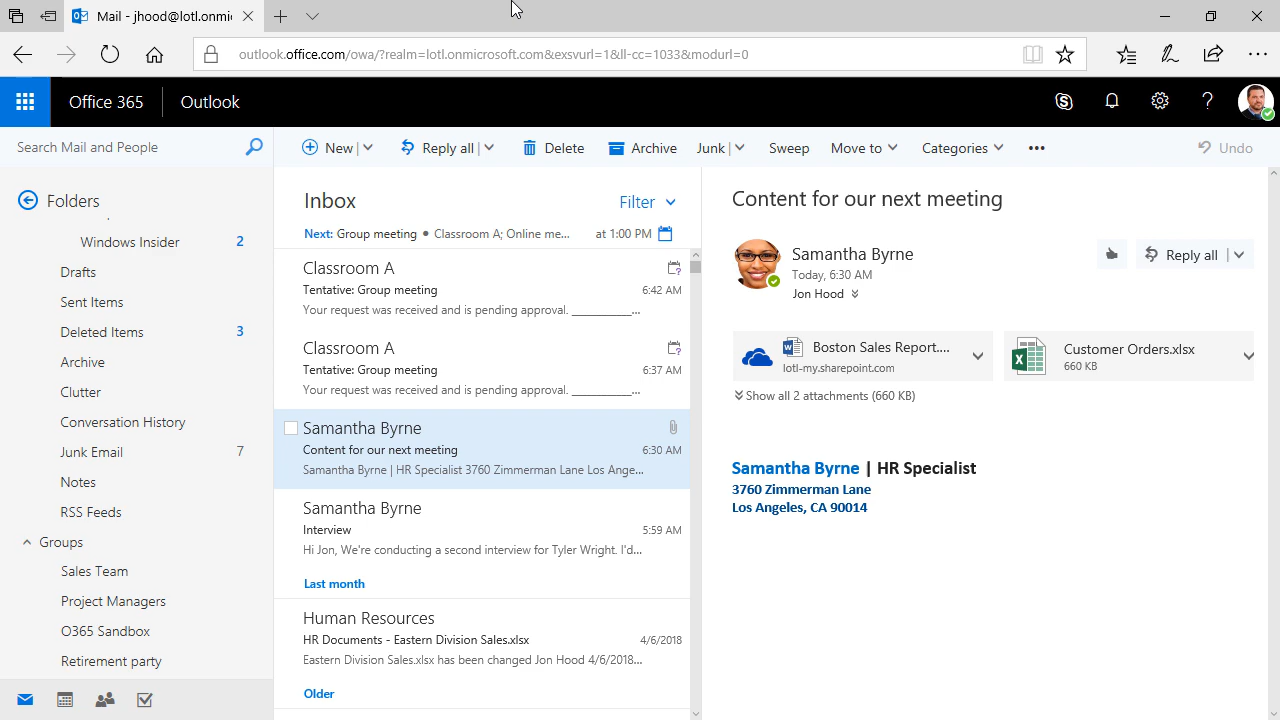 Mail - jhood@lotl.onmic
outlook.office.com/owa/?realm=lotl.onmicrosoft.com&exsvurl=1&ll-cc=1033&modurl=0
Office 365
Outlook
Search Mail and People
New
Reply all
Delete
Archive
Junk
Sweep
Move to
Categories
Undo
Folders
Windows Insider 2
Drafts
Sent Items
Deleted Items 3
Archive
Clutter
Conversation History
Junk Email 7
Notes
RSS Feeds
Groups
Sales Team
Project Managers
O365 Sandbox
Retirement party
Inbox
Filter
Next: Group meeting • Classroom A; Online me... at 1:00 PM
Classroom A
Tentative: Group meeting 6:42 AM
Your request was received and is pending approval. __________...
Classroom A
Tentative: Group meeting 6:37 AM
Your request was received and is pending approval. __________...
Samantha Byrne
Content for our next meeting 6:30 AM
Samantha Byrne | HR Specialist 3760 Zimmerman Lane Los Ange...
Samantha Byrne
Interview 5:59 AM
Hi Jon, We're conducting a second interview for Tyler Wright. I'd...
Last month
Human Resources
HR Documents - Eastern Division Sales.xlsx 4/6/2018
Eastern Division Sales.xlsx has been changed Jon Hood 4/6/2018...
Older
Content for our next meeting
Samantha Byrne
Today, 6:30 AM
Jon Hood
Reply all
Boston Sales Report....
lotl-my.sharepoint.com
Customer Orders.xlsx
660 KB
Show all 2 attachments (660 KB)
Samantha Byrne | HR Specialist
3760 Zimmerman Lane
Los Angeles, CA 90014